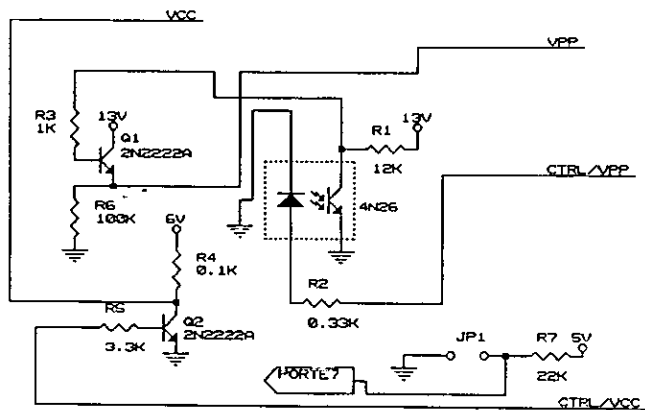 VCC
VPP
R3
1K
13V
Q1
2N2222A
R1
13V
12K
CTRL/VPP
R6
100K
4N26
6V
R4
0.1K
R2
0.33K
R5
3.3K
Q2
2N2222A
JP1
R7
5V
22K
PORTE7
CTRL/VCC